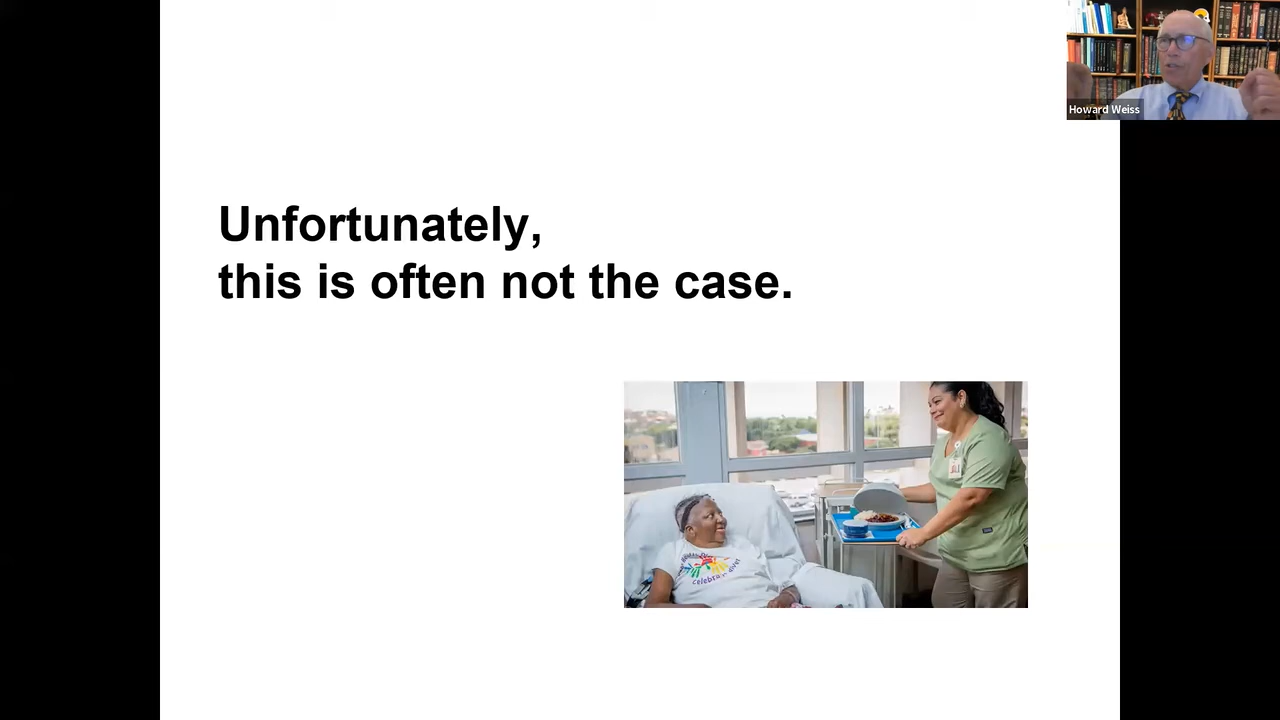 Howard Weiss
Unfortunately,
this is often not the case.